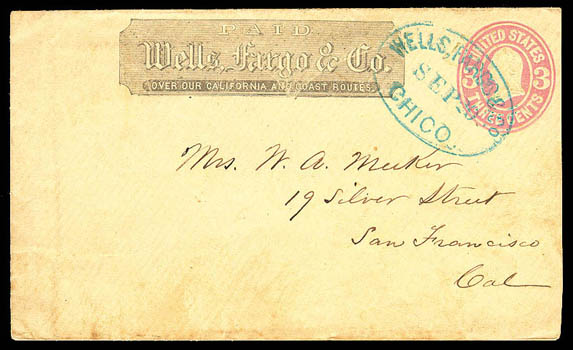 PAID
Wells, Fargo & Co.
OVER OUR CALIFORNIA AND COAST ROUTES.
WELLS, FARGO & CO.
SEP
CHICO.
UNITED STATES
3 3
THREE CENTS
Mrs. W. A. Meeker
19 Silver Street
San Francisco
Cal